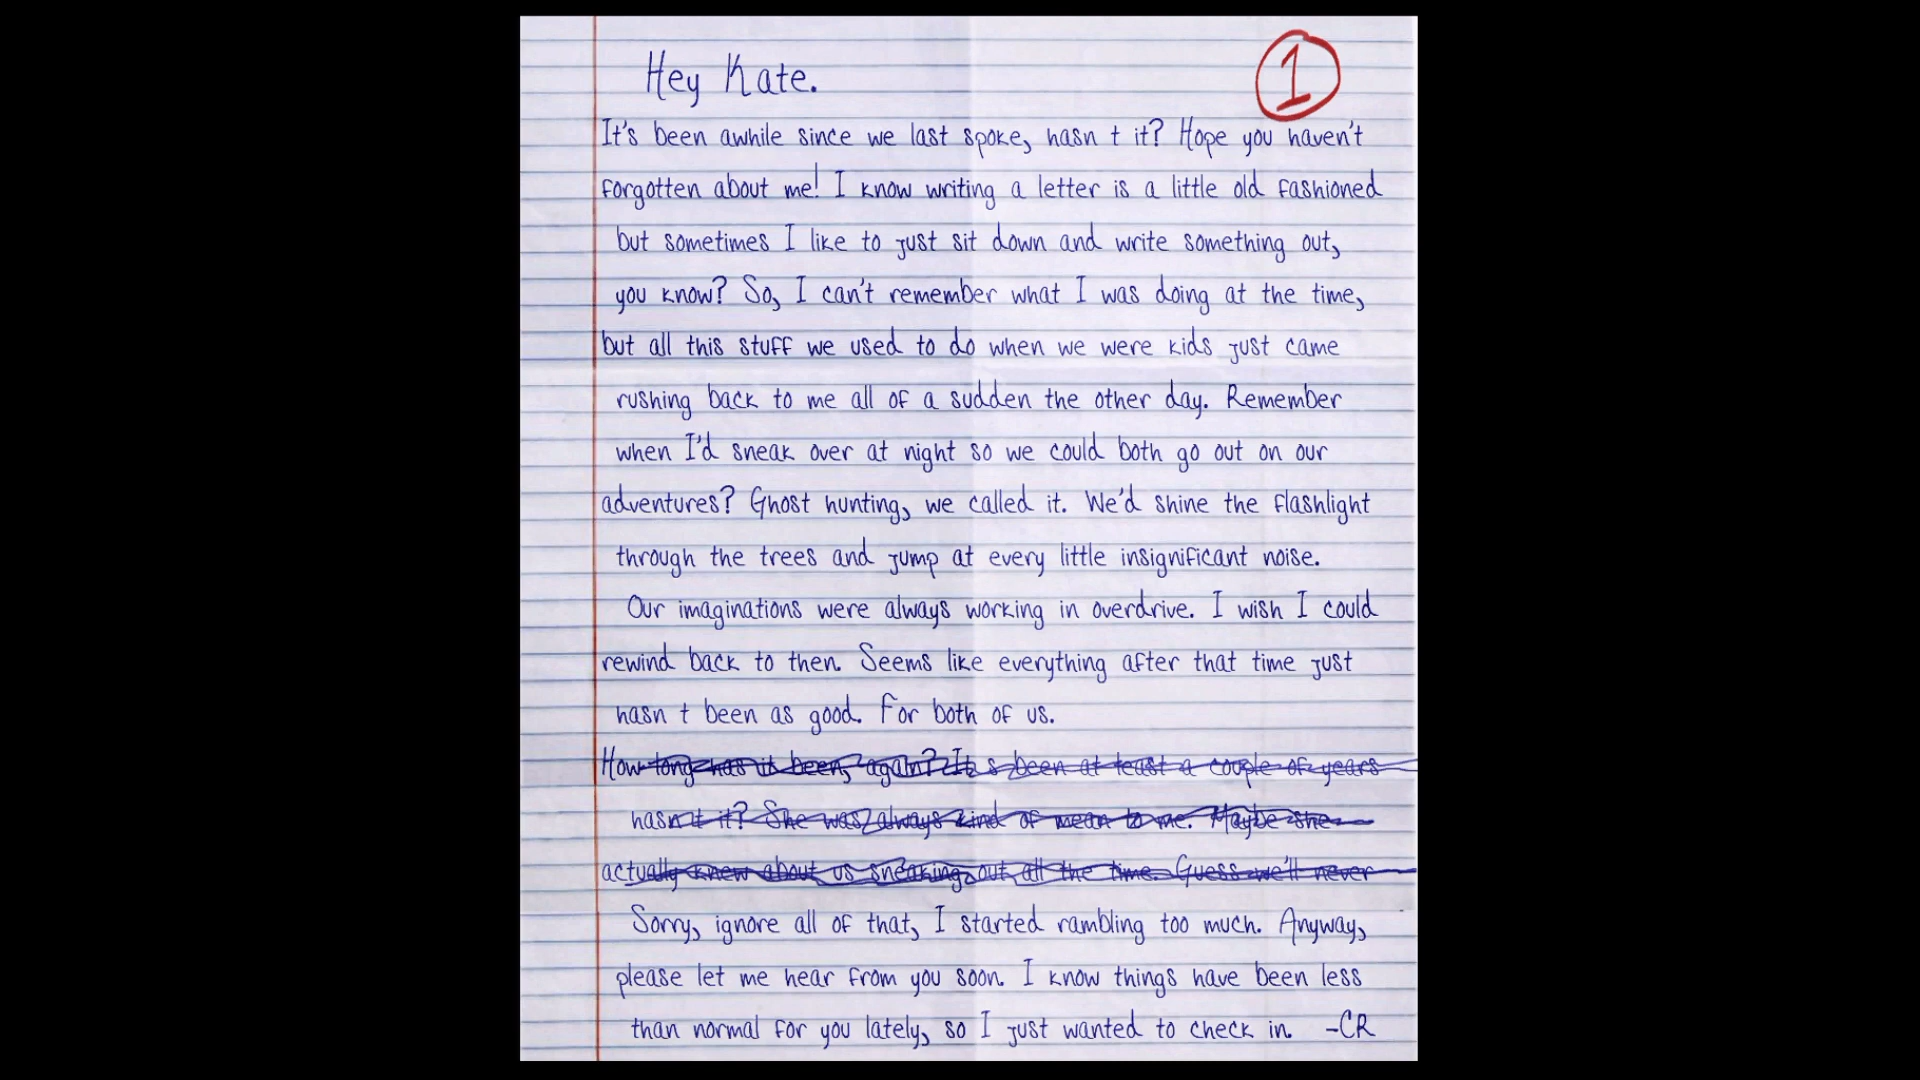 Hey Kate.
1
It's been awhile since we last spoke, hasn t it? Hope you haven't
forgotten about me! I know writing a letter is a little old fashioned
but sometimes I like to just sit down and write something out,
you know? So, I can't remember what I was doing at the time,
but all this stuff we used to do when we were kids just came
rushing back to me all of a sudden the other day. Remember
when I'd sneak over at night so we could both go out on our
adventures? Ghost hunting, we called it. We'd shine the flashlight
through the trees and jump at every little insignificant noise.
Our imaginations were always working in overdrive. I wish I could
rewind back to then. Seems like everything after that time just
hasn t been as good. For both of us.
How long has it been, again? It s been at least a couple of years
hasn t it? She was always kind of mean to me. Maybe she
actually knew about us sneaking out all the time. Guess we'll never
Sorry, ignore all of that, I started rambling too much. Anyway,
please let me hear from you soon. I know things have been less
than normal for you lately, so I just wanted to check in. -CR